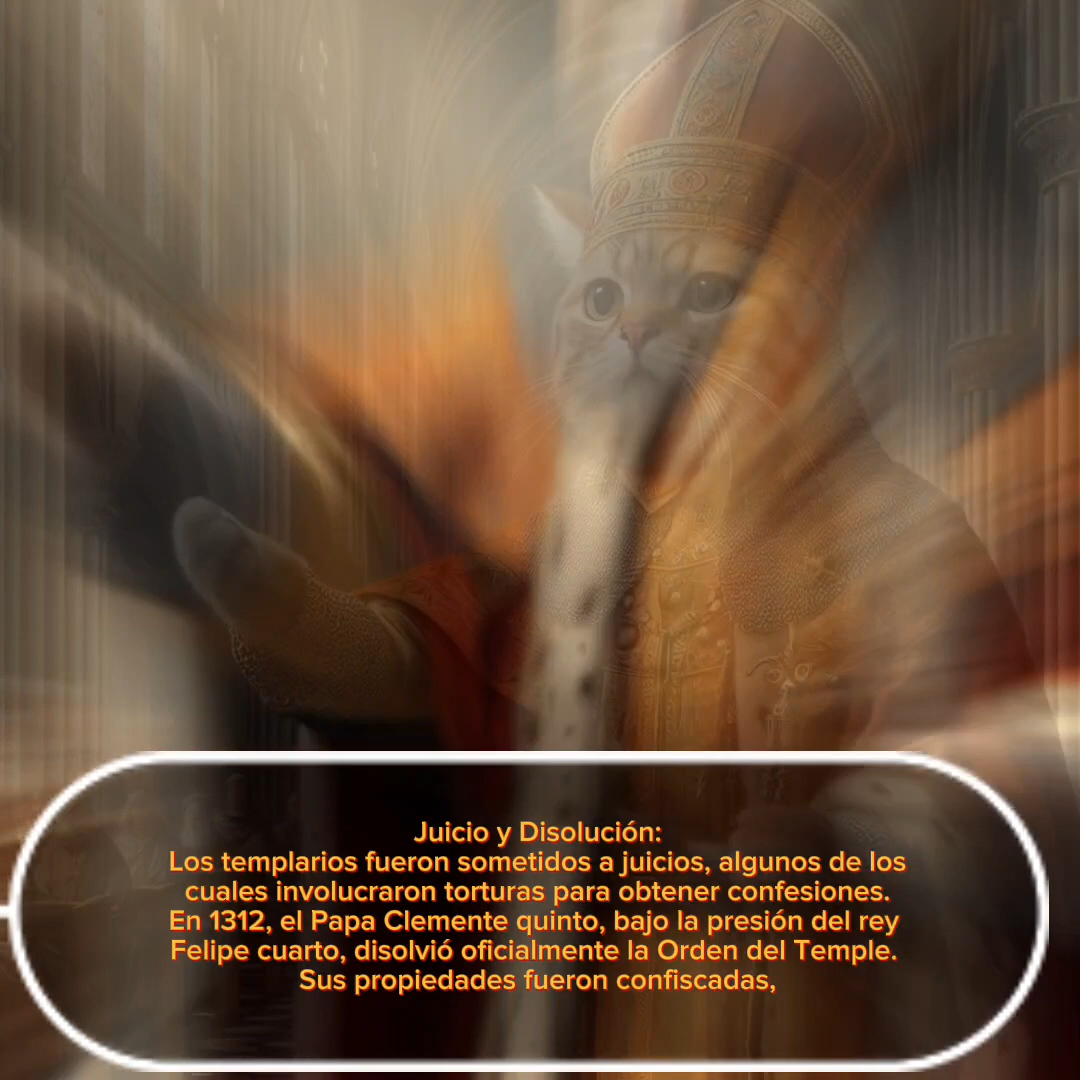 Juicio y Disolución:
Los templarios fueron sometidos a juicios, algunos de los
cuales involucraron torturas para obtener confesiones.
En 1312, el Papa Clemente quinto, bajo la presión del rey
Felipe cuarto, disolvió oficialmente la Orden del Temple.
Sus propiedades fueron confiscadas,